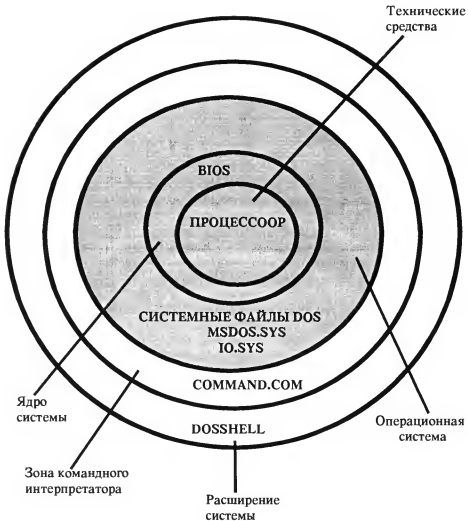 Технические
средства
BIOS
ПРОЦЕССООР
СИСТЕМНЫЕ ФАЙЛЫ DOS
MSDOS.SYS
IO.SYS
COMMAND.COM
DOSSHELL
Ядро
системы
Операционная
система
Зона командного
интерпретатора
Расширение
системы